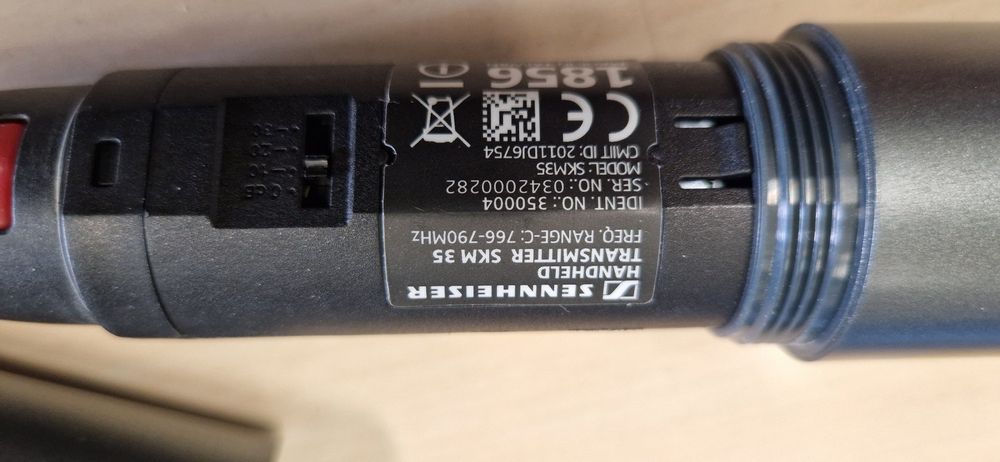 SENNHEISER
HANDHELD
TRANSMITTER SKM 35
FREQ. RANGE-C: 766-790MHz
IDENT. NO.: 350004
SER. NO.: 0342000282
MODEL: SKM35
CMIIT ID: 2011DJ6754
CE
1856